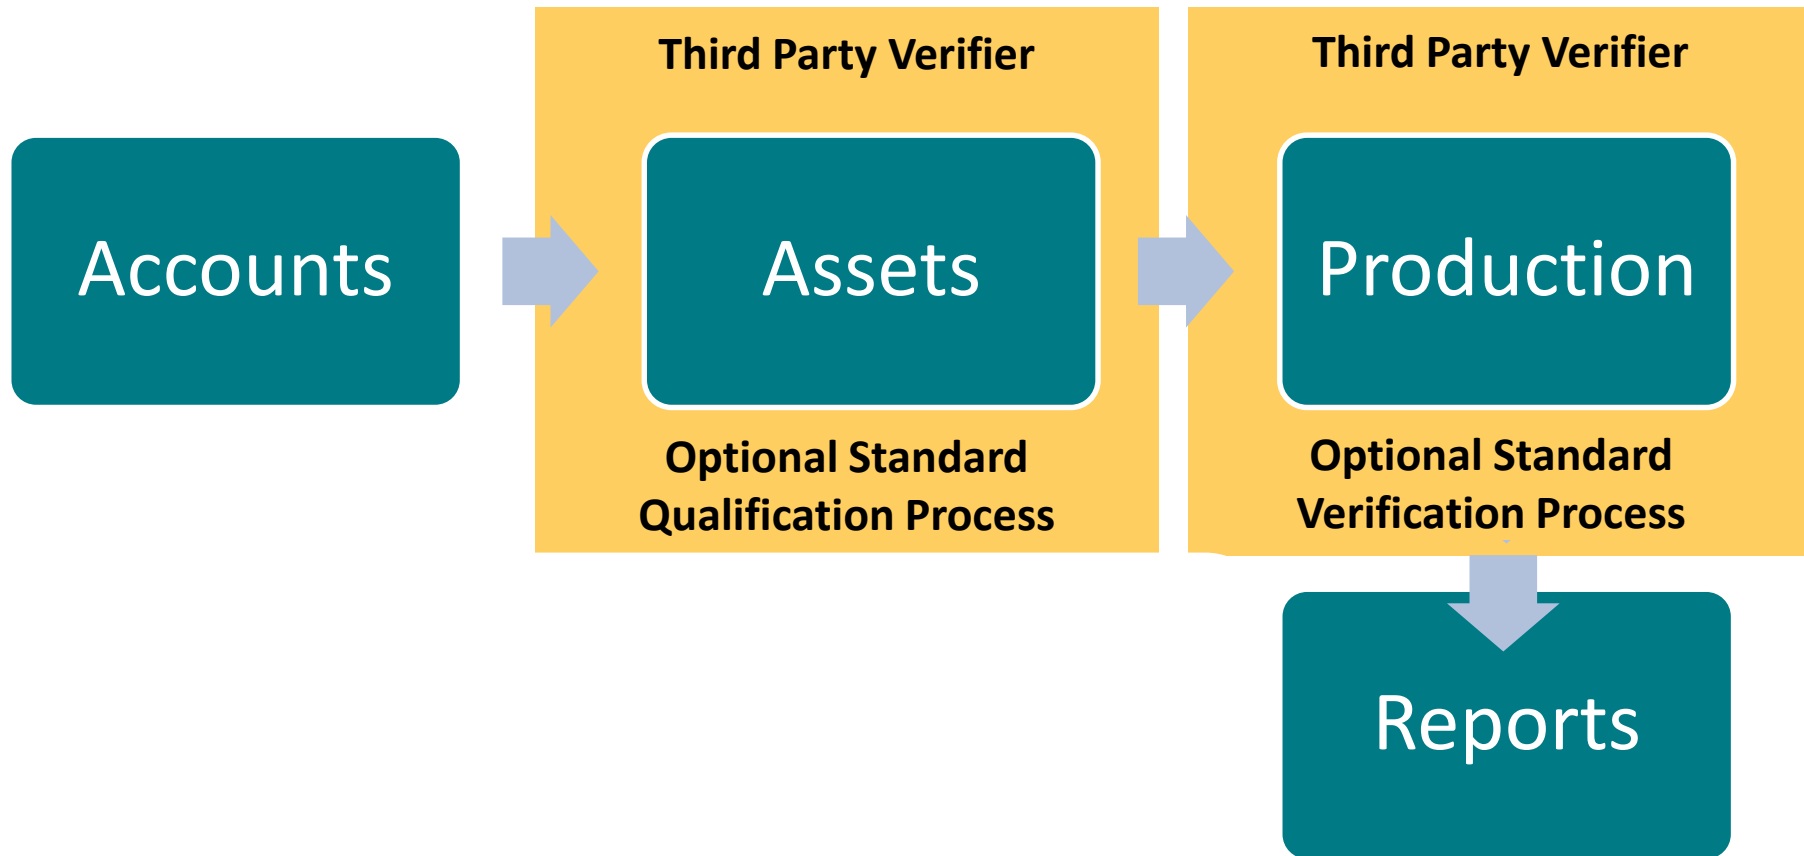 Accounts
Third Party Verifier
Assets
Optional Standard
Qualification Process
Third Party Verifier
Production
Optional Standard
Verification Process
Reports